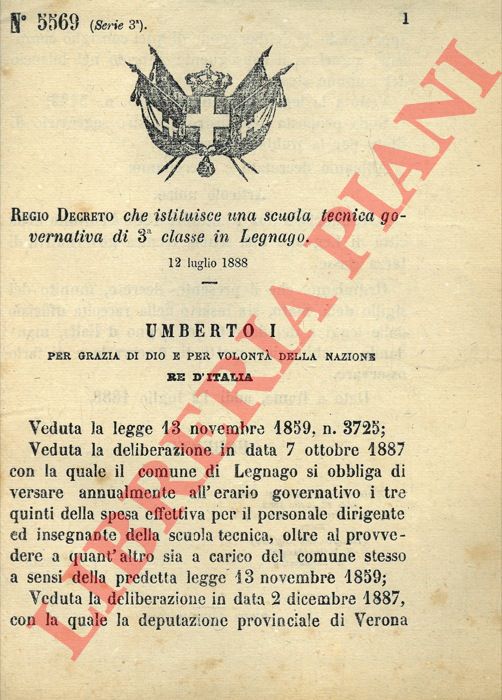 N° 5569 (Serie 3ª).
1
REGIO DECRETO che istituisce una scuola tecnica go-
vernativa di 3ª classe in Legnago.
12 luglio 1888
UMBERTO I
PER GRAZIA DI DIO E PER VOLONTÀ DELLA NAZIONE
RE D'ITALIA
Veduta la legge 13 novembre 1859, n. 3725;
Veduta la deliberazione in data 7 ottobre 1887
con la quale il comune di Legnago si obbliga di
versare annualmente all'erario governativo i tre
quinti della spesa effettiva per il personale dirigente
ed insegnante della scuola tecnica, oltre al provve-
dere a quant'altro sia a carico del comune stesso
a sensi della predetta legge 13 novembre 1859;
Veduta la deliberazione in data 2 dicembre 1887,
con la quale la deputazione provinciale di Verona
LIBRERIA PIANI